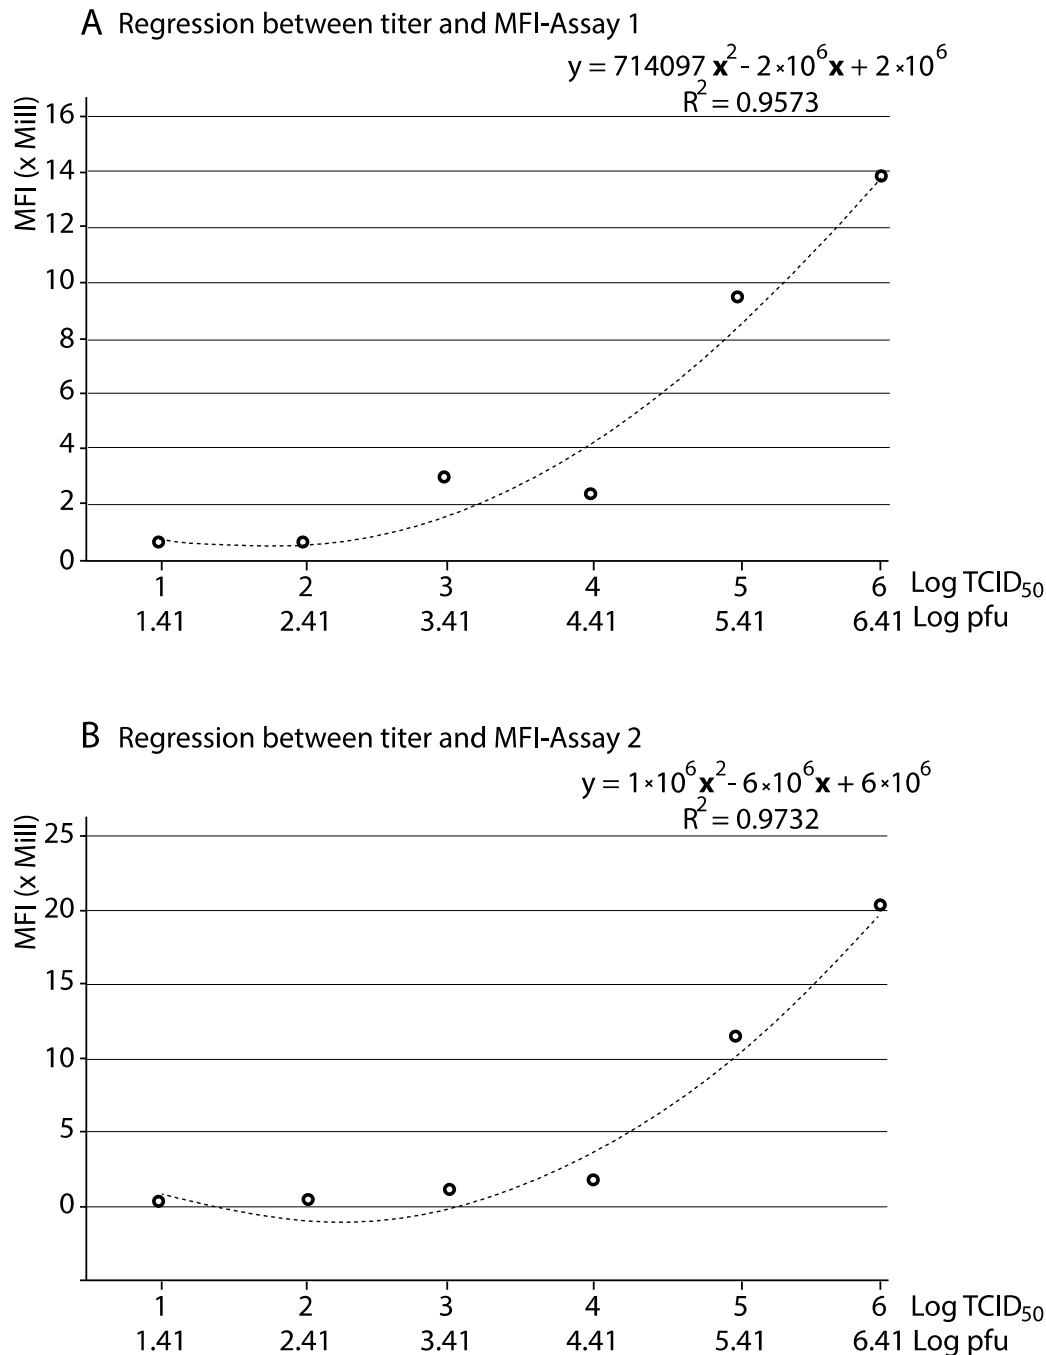 A Regression between titer and MFI-Assay 1
y = 714097 x² - 2×10⁶x + 2×10⁶
R² = 0.9573
MFI (x Mill)
16
14
12
10
8
6
4
2
0
1 2 3 4 5 6 Log TCID₅₀
1.41 2.41 3.41 4.41 5.41 6.41 Log pfu
B Regression between titer and MFI-Assay 2
y = 1×10⁶x² - 6×10⁶x + 6×10⁶
R² = 0.9732
MFI (x Mill)
25
20
15
10
5
0
1 2 3 4 5 6 Log TCID₅₀
1.41 2.41 3.41 4.41 5.41 6.41 Log pfu